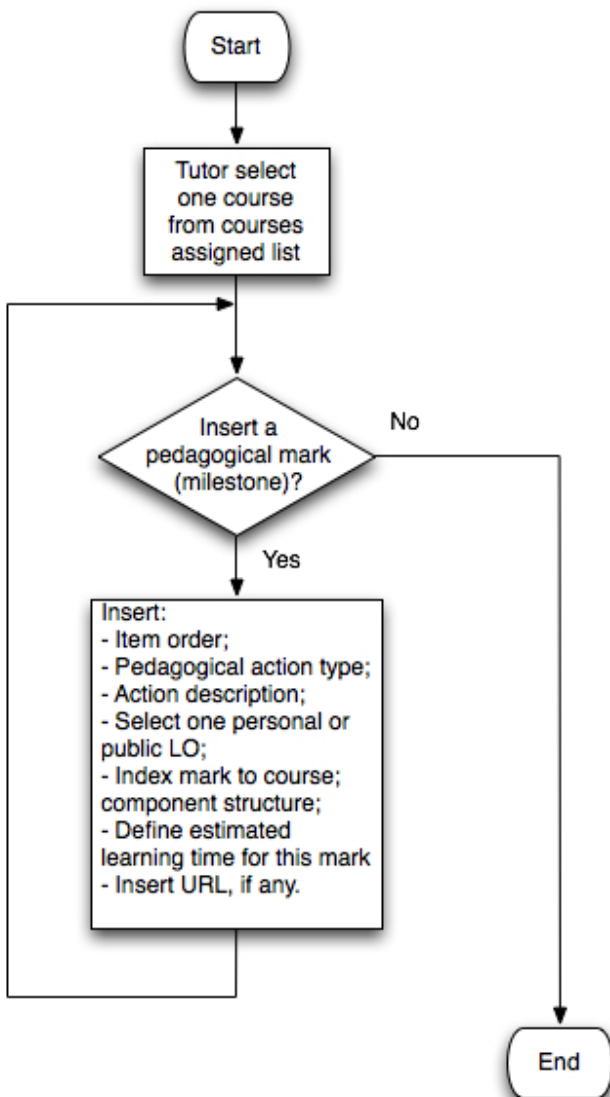 Start
Tutor select
one course
from courses
assigned list
Insert a
pedagogical mark
(milestone)?
No
Yes
Insert:
- Item order;
- Pedagogical action type;
- Action description;
- Select one personal or
public LO;
- Index mark to course;
component structure;
- Define estimated
learning time for this mark
- Insert URL, if any.
End